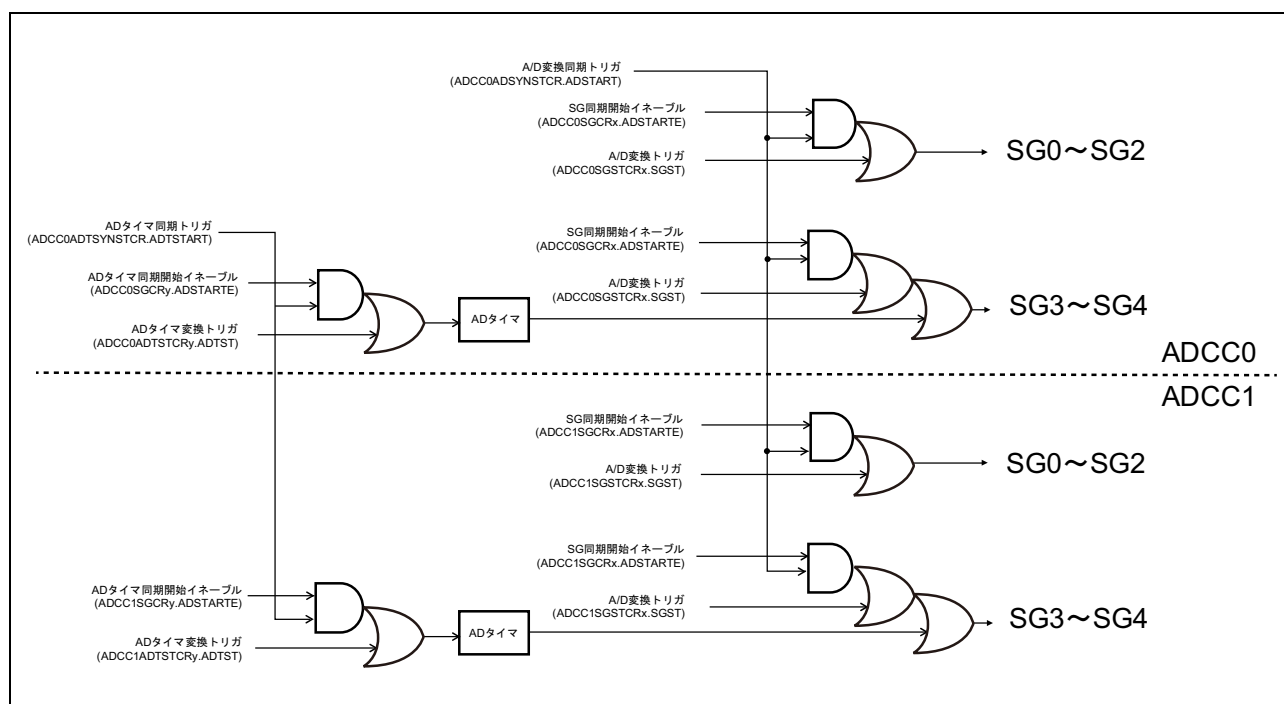 A/D変換同期トリガ
(ADCC0ADSYNSTCR.ADSTART)
SG同期開始イネーブル
(ADCC0SGCRx.ADSTARTE)
A/D変換トリガ
(ADCC0SGSTCRx.SGST)
SG0～SG2
ADタイマ同期トリガ
(ADCC0ADTSYNSTCR.ADTSTART)
SG同期開始イネーブル
(ADCC0SGCRx.ADSTARTE)
ADタイマ同期開始イネーブル
(ADCC0SGCRy.ADSTARTE)
A/D変換トリガ
(ADCC0SGSTCRx.SGST)
SG3～SG4
ADタイマ
ADタイマ変換トリガ
(ADCC0ADTSTCRy.ADTST)
ADCC0
ADCC1
SG同期開始イネーブル
(ADCC1SGCRx.ADSTARTE)
A/D変換トリガ
(ADCC1SGSTCRx.SGST)
SG0～SG2
SG同期開始イネーブル
(ADCC1SGCRx.ADSTARTE)
ADタイマ同期開始イネーブル
(ADCC1SGCRy.ADSTARTE)
A/D変換トリガ
(ADCC1SGSTCRx.SGST)
SG3～SG4
ADタイマ
ADタイマ変換トリガ
(ADCC1ADTSTCRy.ADTST)